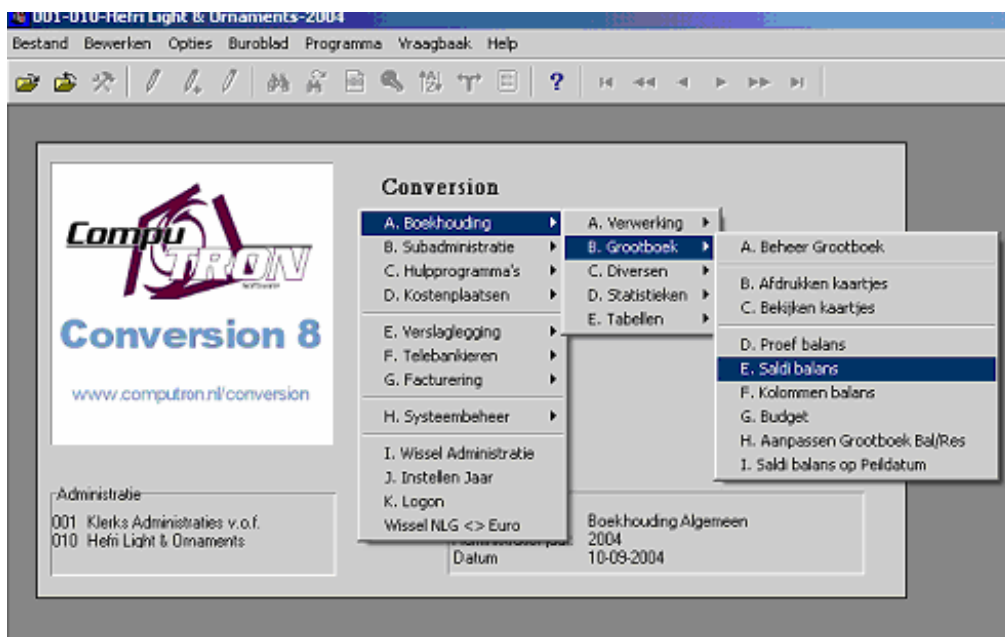 001-010-Hefri Light & Ornaments-2004
Bestand Bewerken Opties Buroblad Programma Vraagbaak Help
Compu
TRON
SOFTWARE
Conversion 8
www.computron.nl/conversion
Conversion
A. Boekhouding
B. Subadministratie
C. Hulpprogramma's
D. Kostenplaatsen
E. Verslaglegging
F. Telebankieren
G. Facturering
H. Systeembeheer
I. Wissel Administratie
J. Instellen Jaar
K. Logon
Wissel NLG <> Euro
A. Verwerking
B. Grootboek
C. Diversen
D. Statistieken
E. Tabellen
A. Beheer Grootboek
B. Afdrukken kaartjes
C. Bekijken kaartjes
D. Proef balans
E. Saldi balans
F. Kolommen balans
G. Budget
H. Aanpassen Grootboek Bal/Res
I. Saldi balans op Peildatum
Administratie
001 Klerks Administraties v.o.f.
010 Hefri Light & Ornaments
Boekhouding Algemeen
2004
Datum 10-09-2004